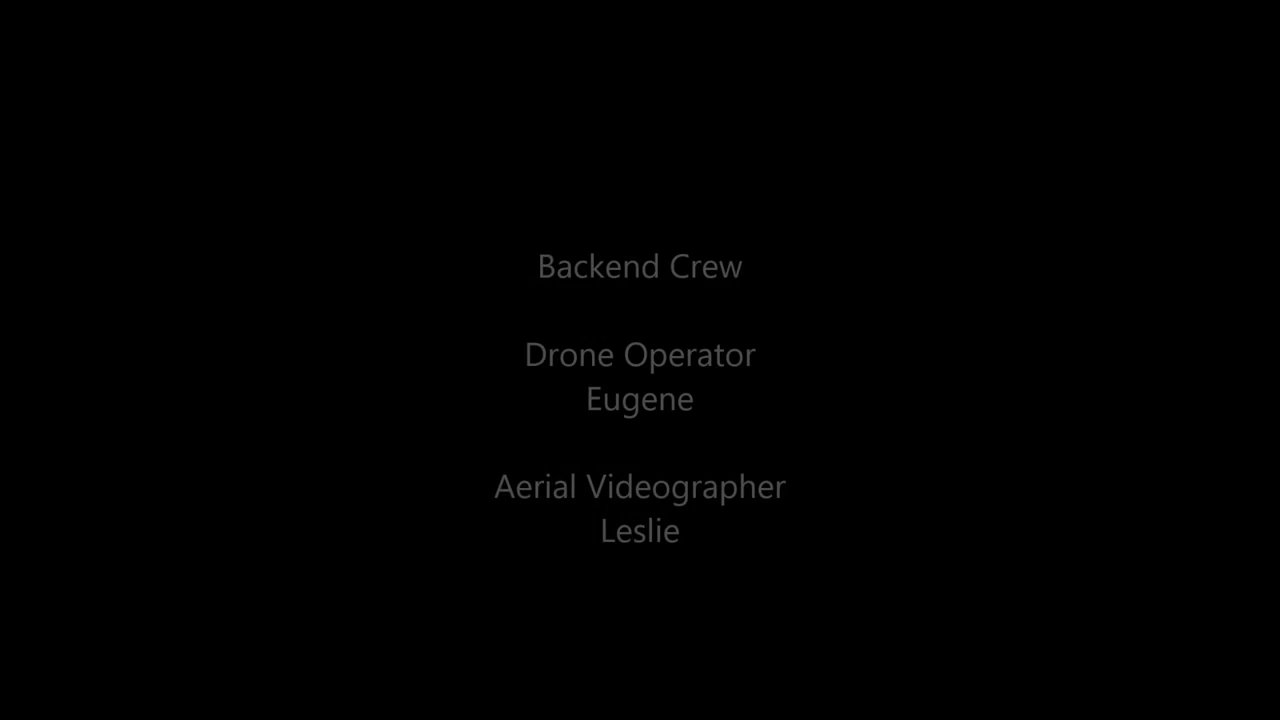 Backend Crew
Drone Operator
Eugene
Aerial Videographer
Leslie